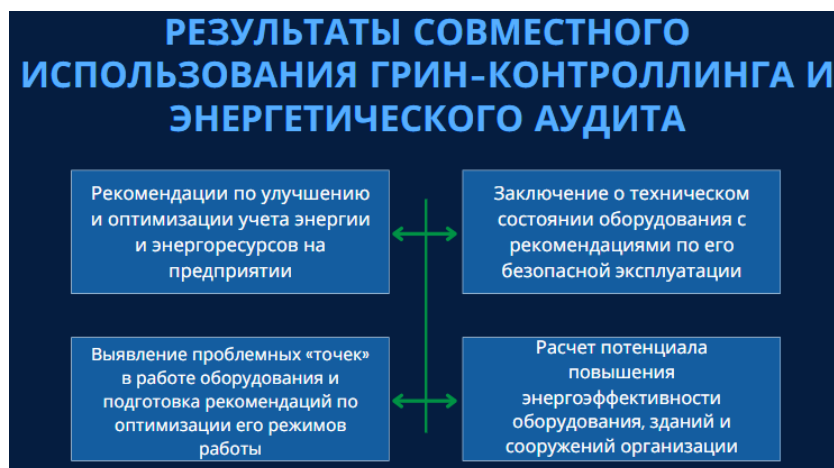 РЕЗУЛЬТАТЫ СОВМЕСТНОГО
ИСПОЛЬЗОВАНИЯ ГРИН-КОНТРОЛЛИНГА И
ЭНЕРГЕТИЧЕСКОГО АУДИТА
Рекомендации по улучшению
и оптимизации учета энергии
и энергоресурсов на
предприятии
Заключение о техническом
состоянии оборудования с
рекомендациями по его
безопасной эксплуатации
Выявление проблемных «точек»
в работе оборудования и
подготовка рекомендаций по
оптимизации его режимов
работы
Расчет потенциала
повышения
энергоэффективности
оборудования, зданий и
сооружений организации